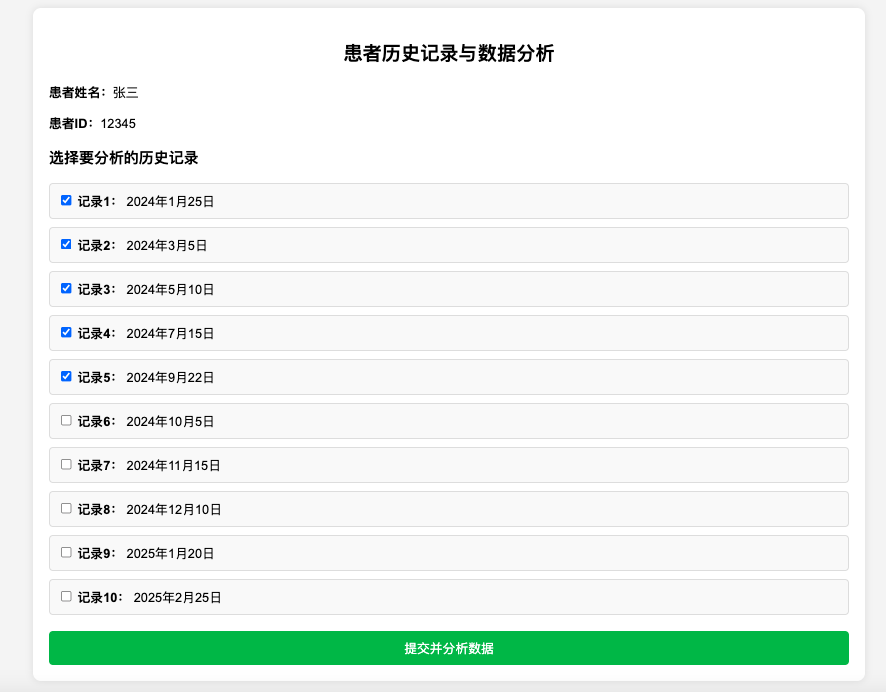 患者历史记录与数据分析
患者姓名：张三
患者ID：12345
选择要分析的历史记录
记录1： 2024年1月25日
记录2： 2024年3月5日
记录3： 2024年5月10日
记录4： 2024年7月15日
记录5： 2024年9月22日
记录6： 2024年10月5日
记录7： 2024年11月15日
记录8： 2024年12月10日
记录9： 2025年1月20日
记录10： 2025年2月25日
提交并分析数据